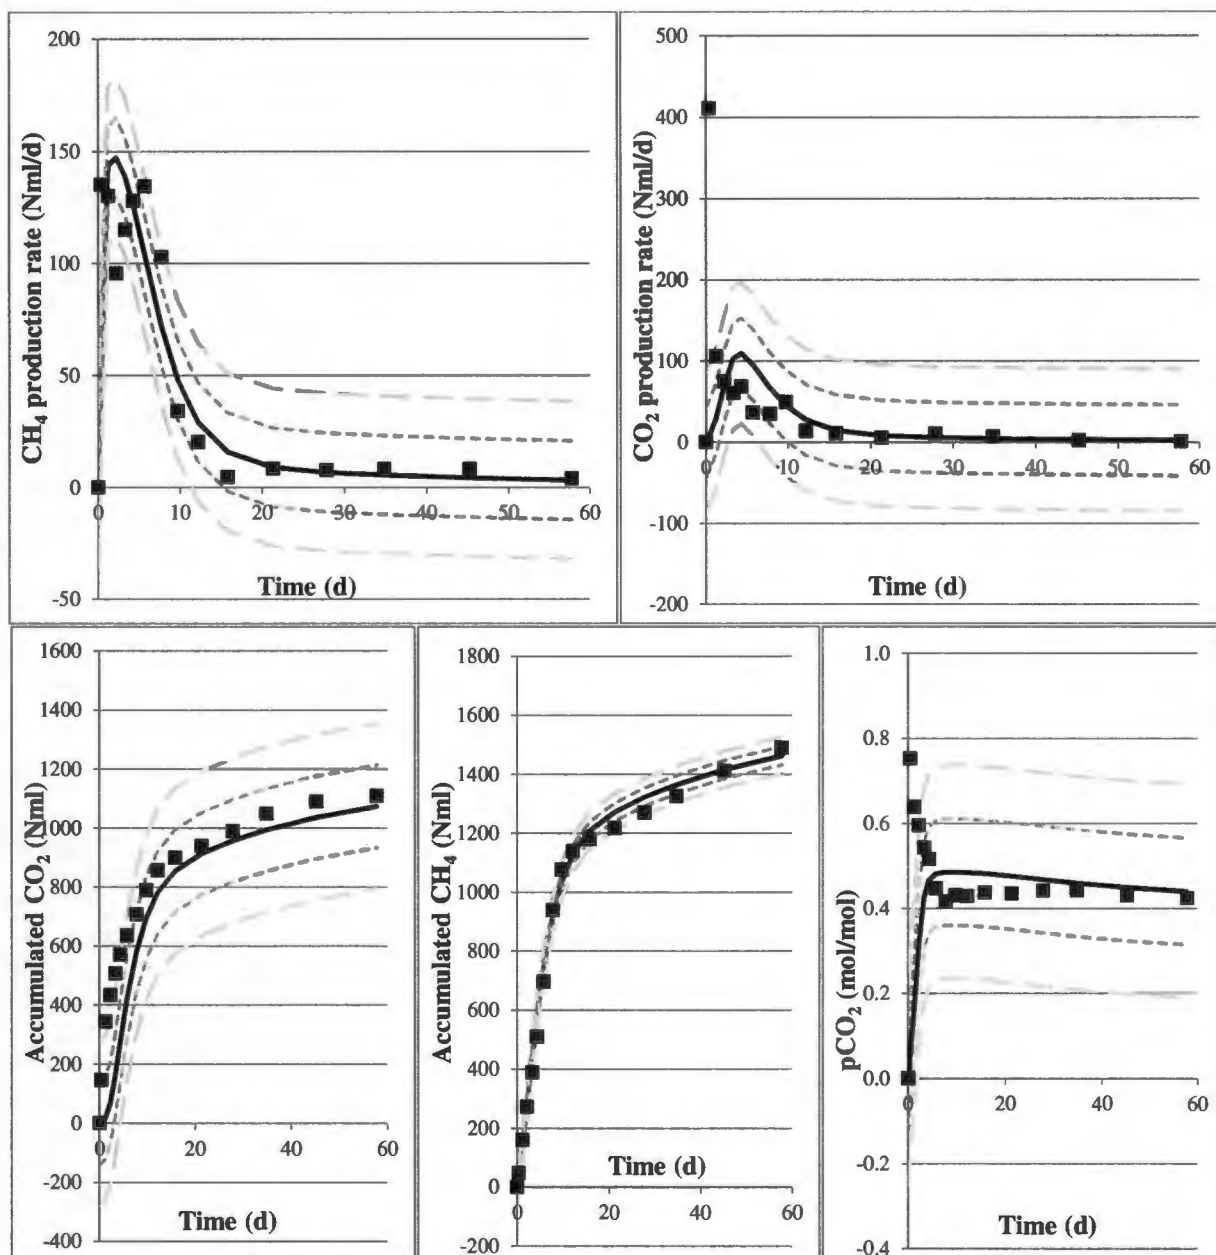 CH₄ production rate (Nml/d)
200
150
100
50
0
-50
0 10 20 30 40 50 60
Time (d)
CO₂ production rate (Nml/d)
500
400
300
200
100
0
-100
-200
0 10 20 30 40 50 60
Time (d)
Accumulated CO₂ (Nml)
1600
1400
1200
1000
800
600
400
200
0
-200
-400
0 20 40 60
Time (d)
Accumulated CH₄ (Nml)
1800
1600
1400
1200
1000
800
600
400
200
0
-200
0 20 40 60
Time (d)
pCO₂ (mol/mol)
1.0
0.8
0.6
0.4
0.2
0.0
-0.2
-0.4
0 20 40 60
Time (d)